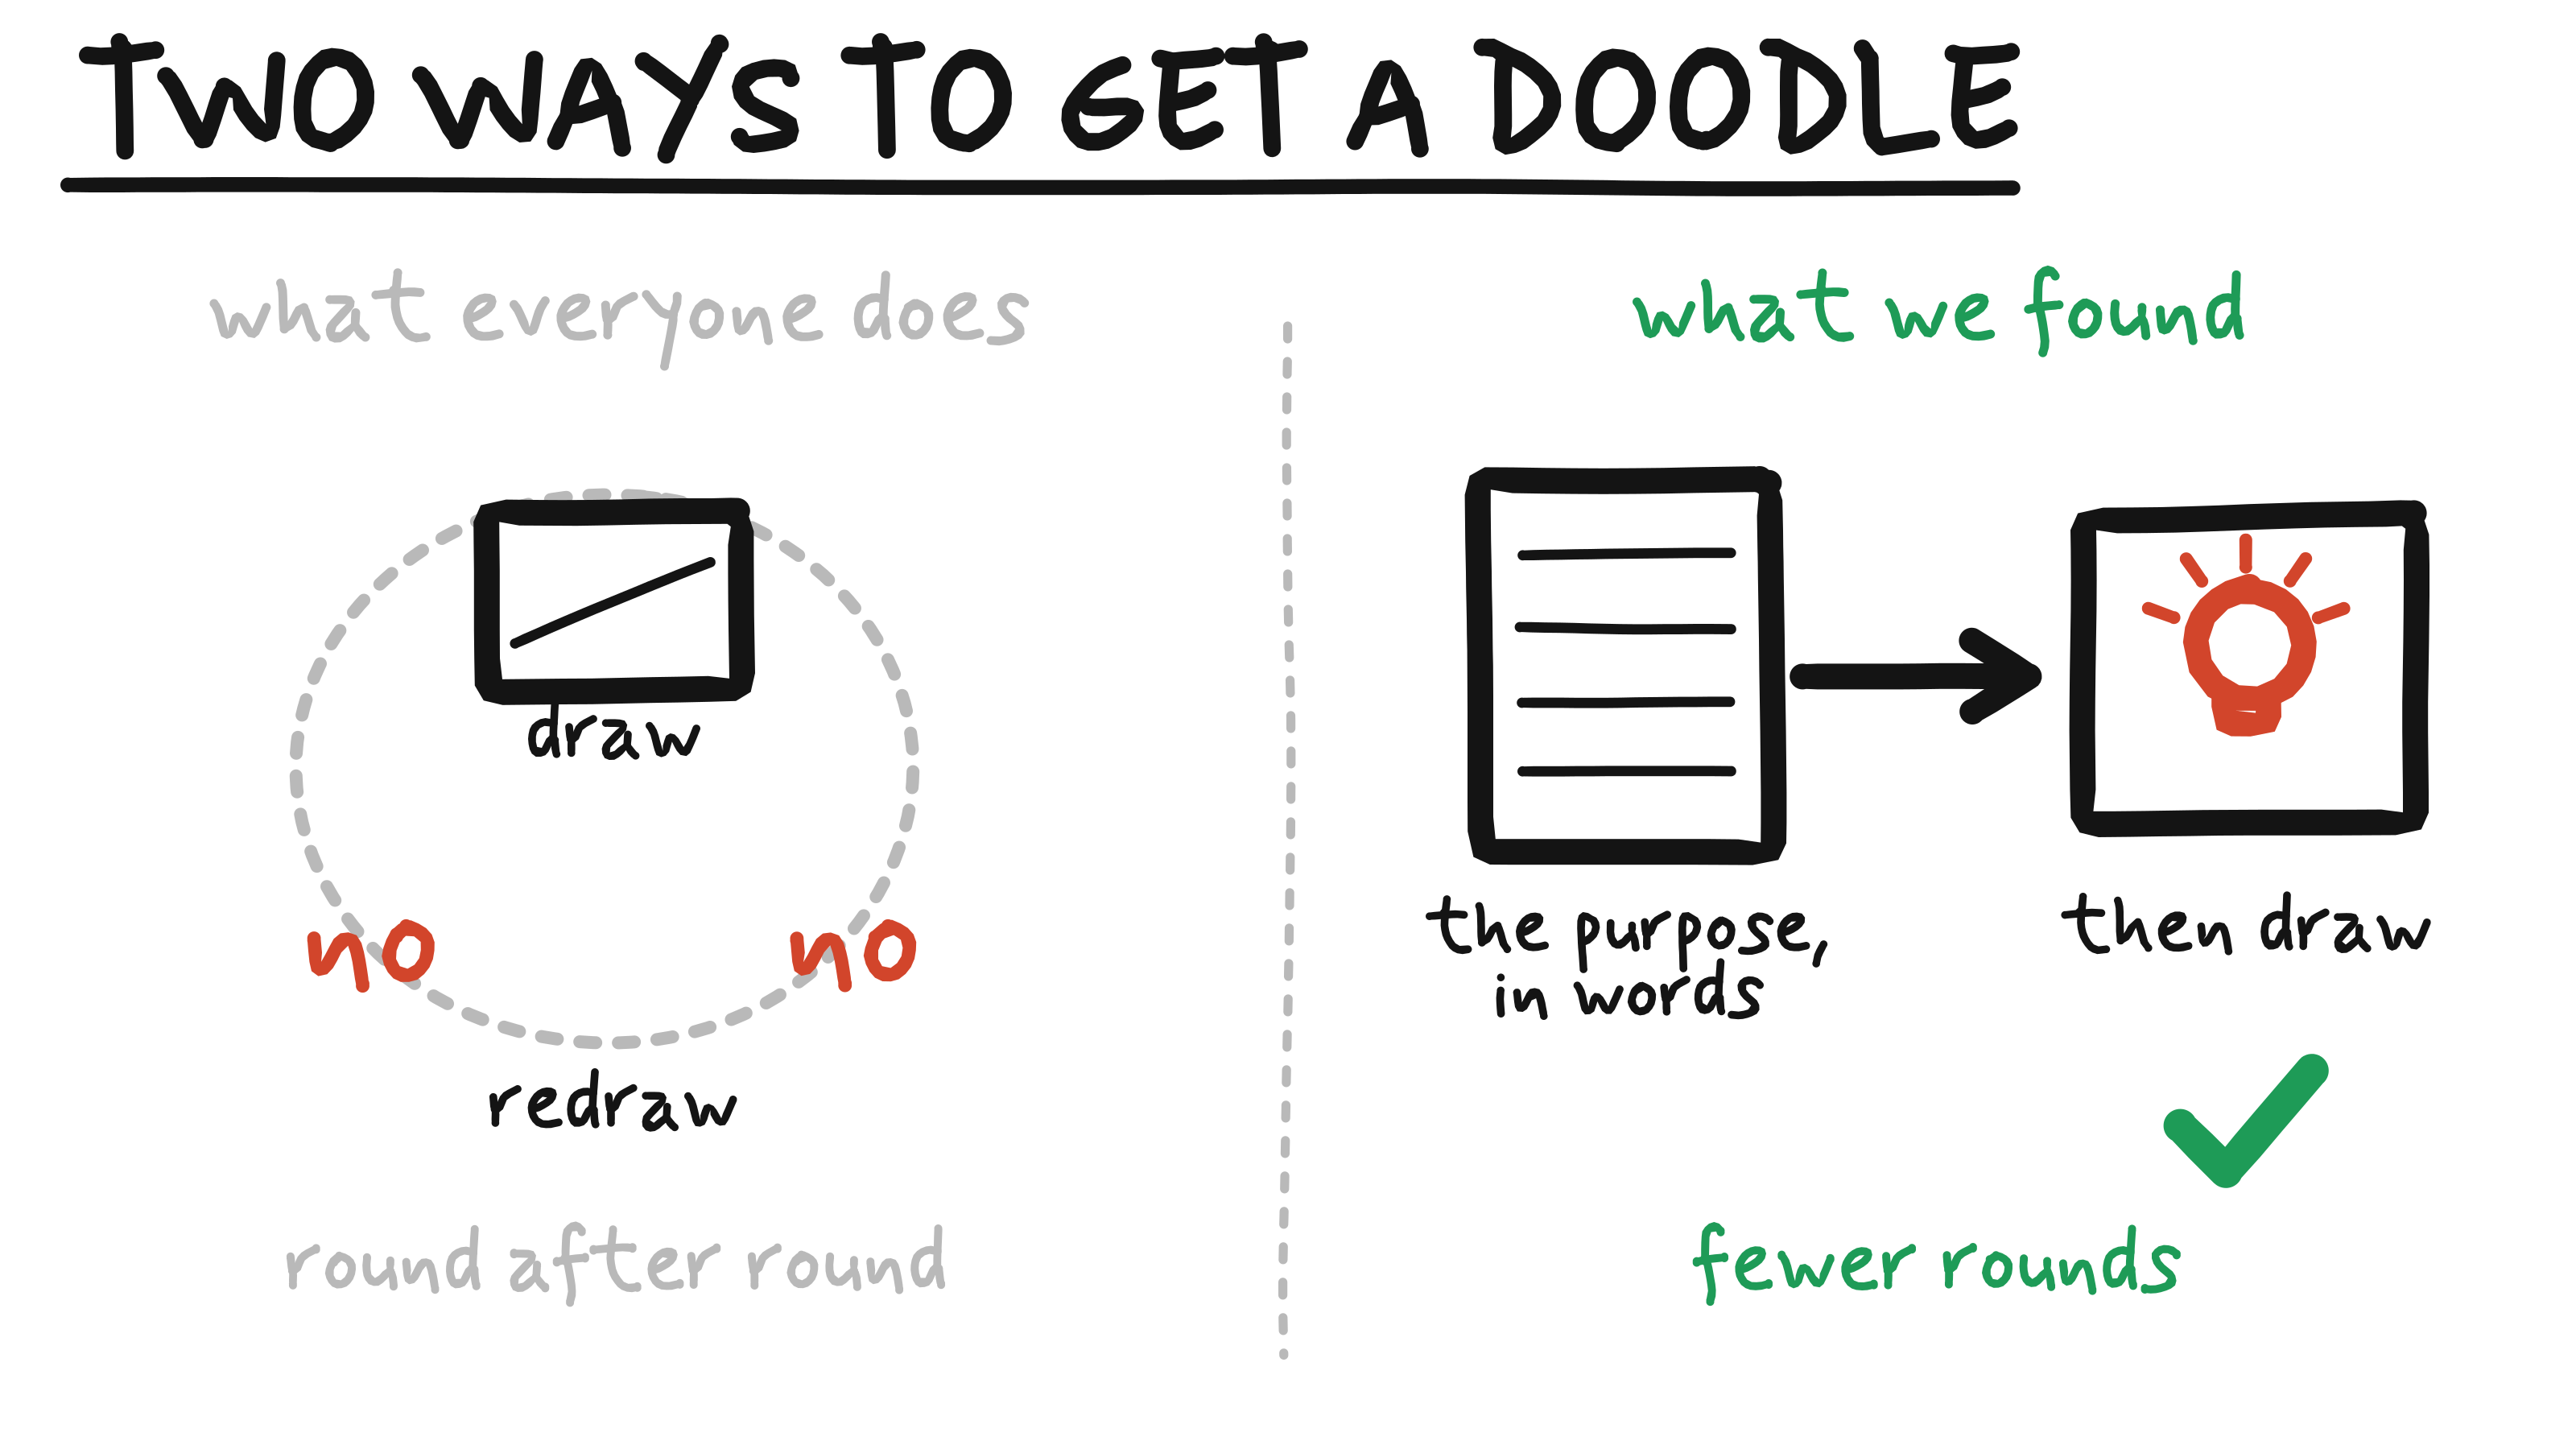 TWO WAYS TO GET A DOODLE
what everyone does
draw
no
no
redraw
round after round
what we found
the purpose,
in words
then draw
fewer rounds